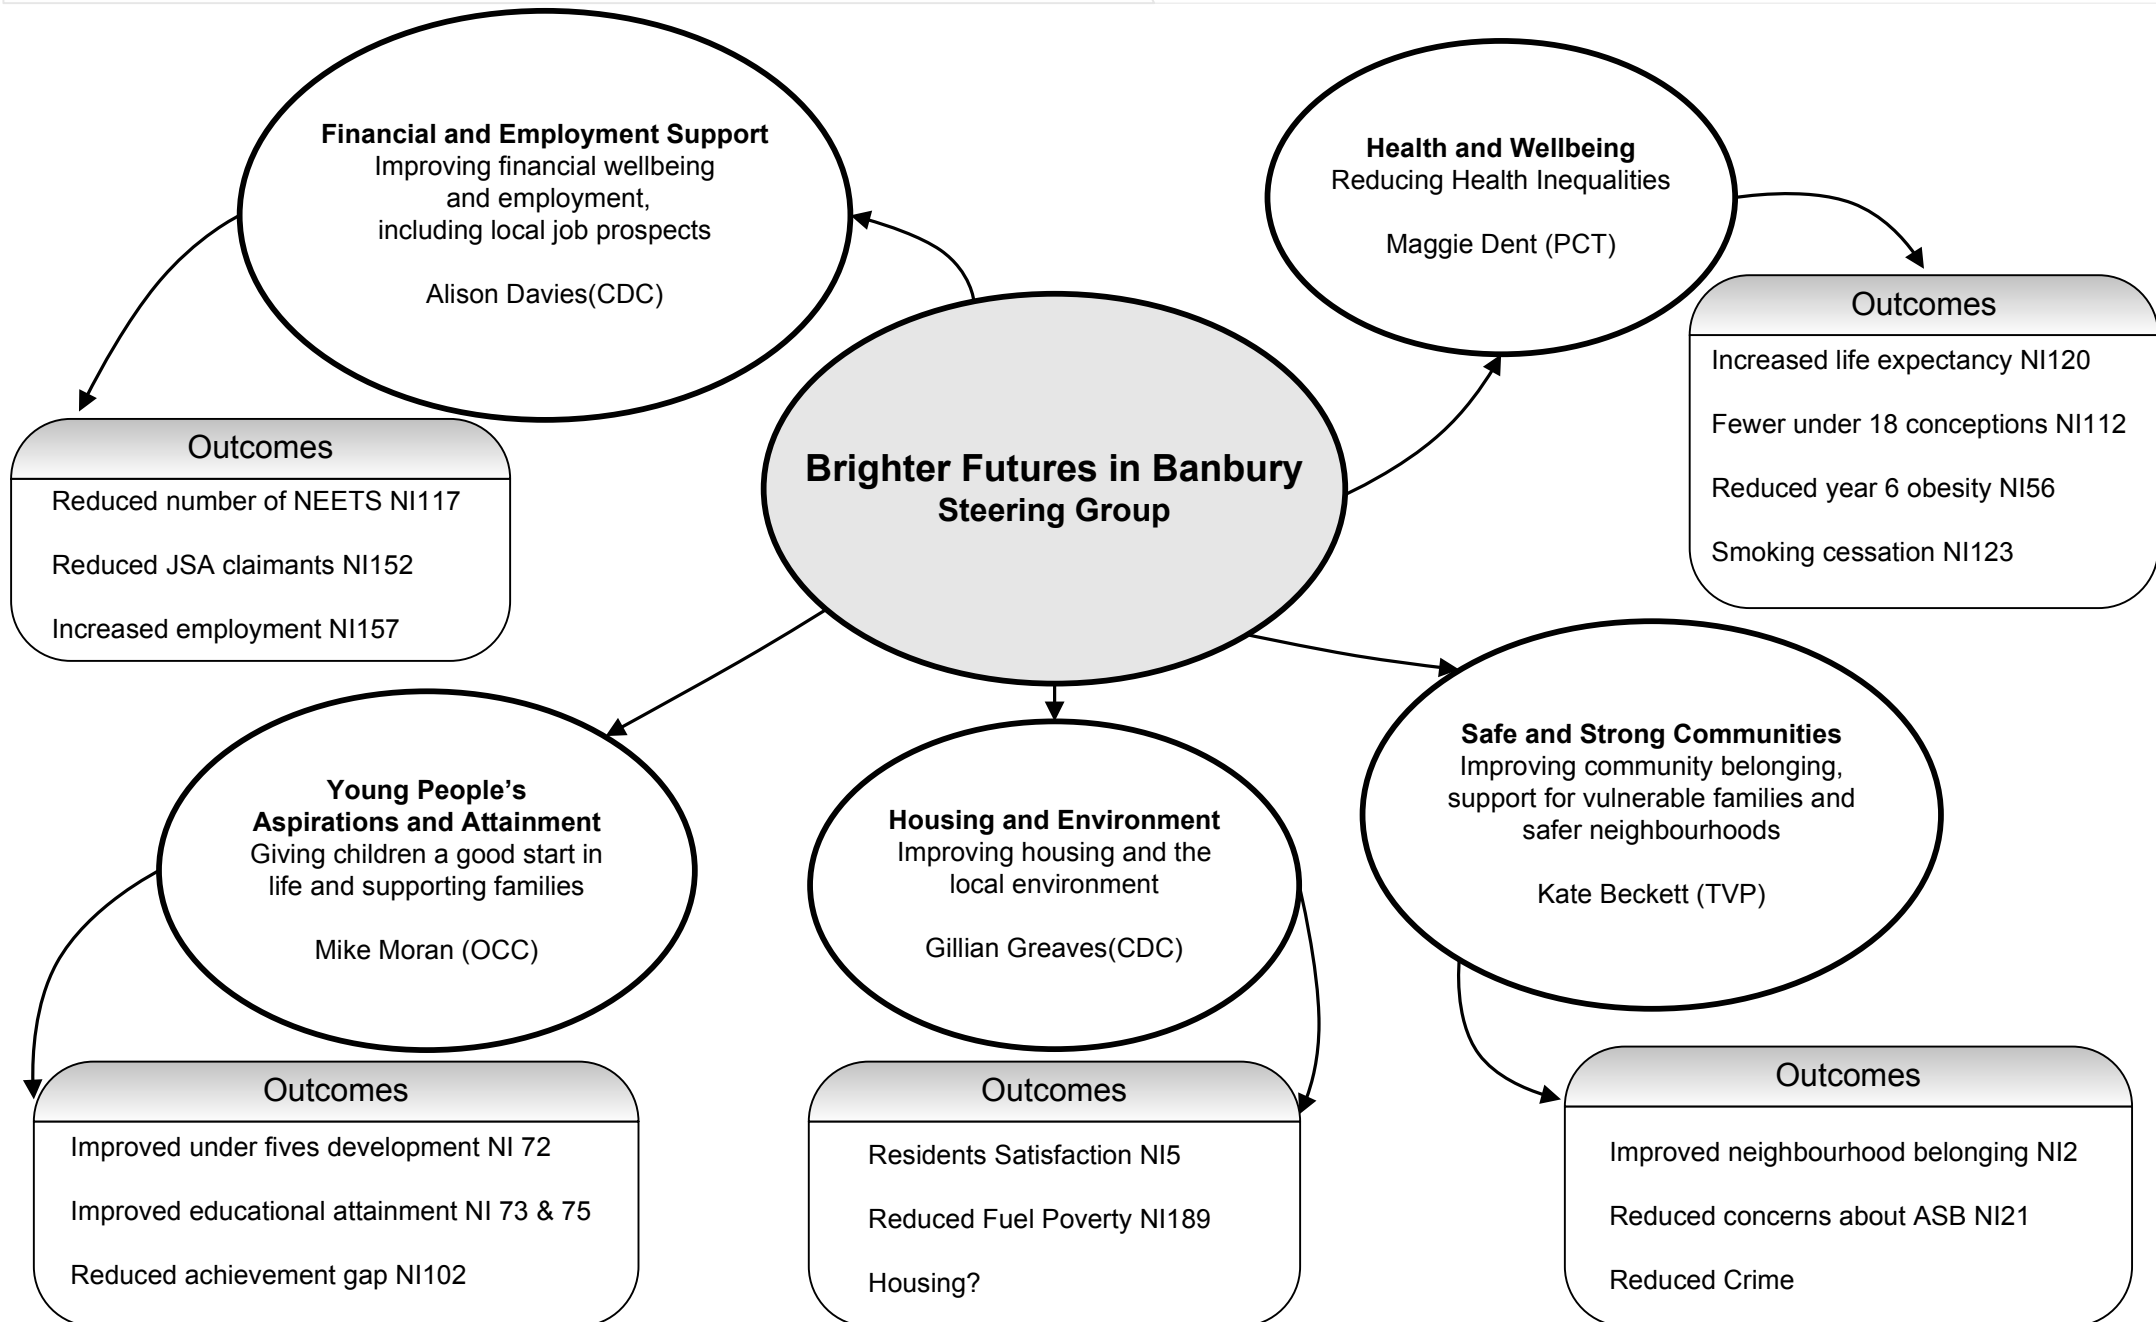 Financial and Employment Support
Improving financial wellbeing
and employment,
including local job prospects
Alison Davies(CDC)
Health and Wellbeing
Reducing Health Inequalities
Maggie Dent (PCT)
Outcomes
Increased life expectancy NI120
Fewer under 18 conceptions NI112
Reduced year 6 obesity NI56
Smoking cessation NI123
Outcomes
Reduced number of NEETS NI117
Reduced JSA claimants NI152
Increased employment NI157
Brighter Futures in Banbury
Steering Group
Young People’s
Aspirations and Attainment
Giving children a good start in
life and supporting families
Mike Moran (OCC)
Housing and Environment
Improving housing and the
local environment
Gillian Greaves(CDC)
Safe and Strong Communities
Improving community belonging,
support for vulnerable families and
safer neighbourhoods
Kate Beckett (TVP)
Outcomes
Improved under fives development NI 72
Improved educational attainment NI 73 & 75
Reduced achievement gap NI102
Outcomes
Residents Satisfaction NI5
Reduced Fuel Poverty NI189
Housing?
Outcomes
Improved neighbourhood belonging NI2
Reduced concerns about ASB NI21
Reduced Crime